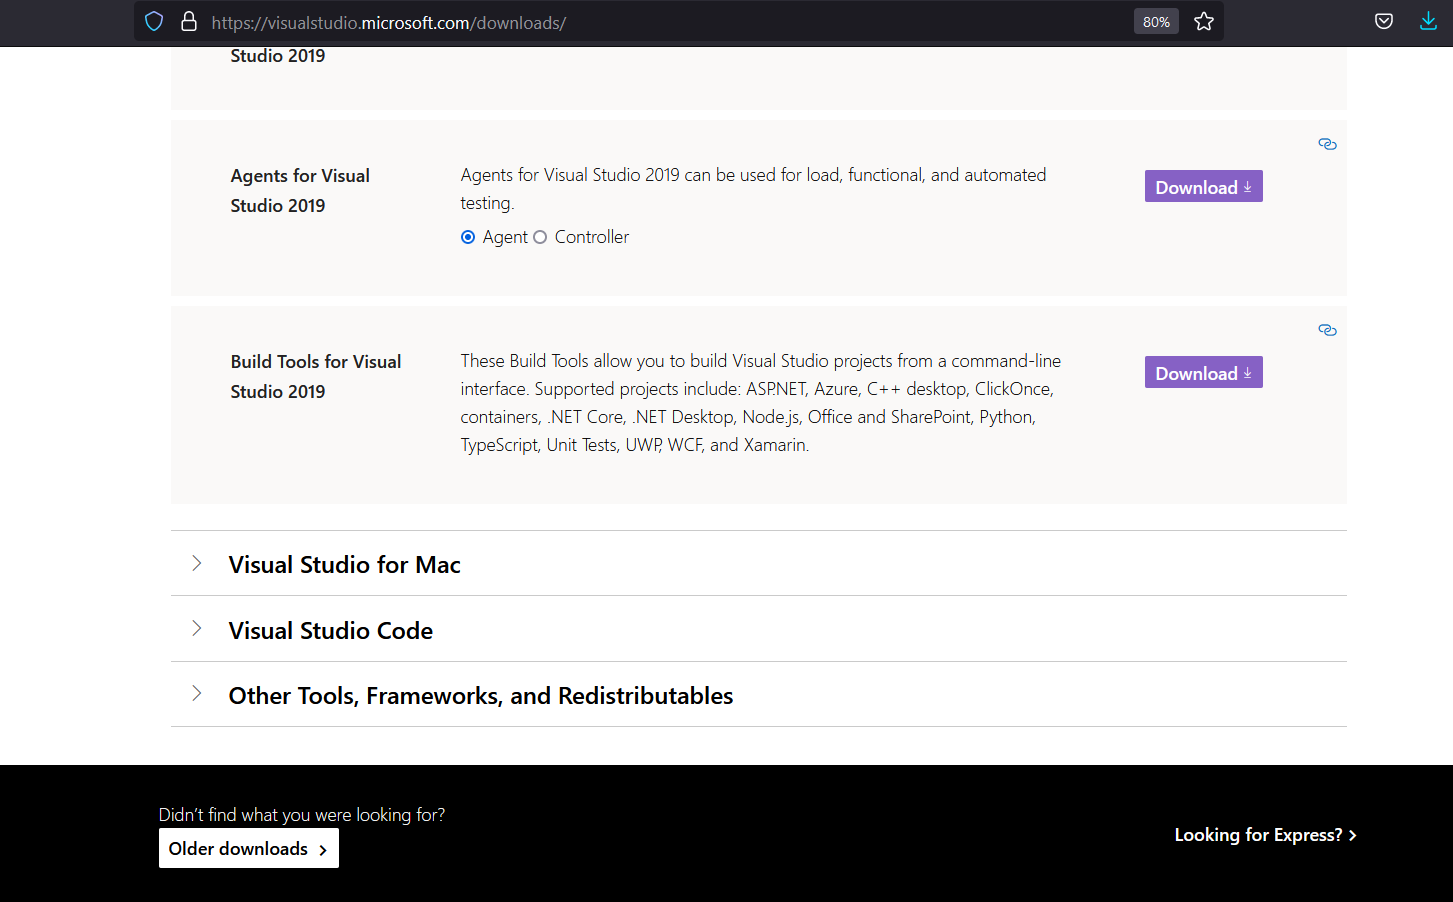 https://visualstudio.microsoft.com/downloads/
80%
Studio 2019
Agents for Visual
Studio 2019
Agents for Visual Studio 2019 can be used for load, functional, and automated
testing.
Agent Controller
Download
Build Tools for Visual
Studio 2019
These Build Tools allow you to build Visual Studio projects from a command-line
interface. Supported projects include: ASP.NET, Azure, C++ desktop, ClickOnce,
containers, .NET Core, .NET Desktop, Node.js, Office and SharePoint, Python,
TypeScript, Unit Tests, UWP, WCF, and Xamarin.
Download
Visual Studio for Mac
Visual Studio Code
Other Tools, Frameworks, and Redistributables
Didn't find what you were looking for?
Older downloads
Looking for Express?